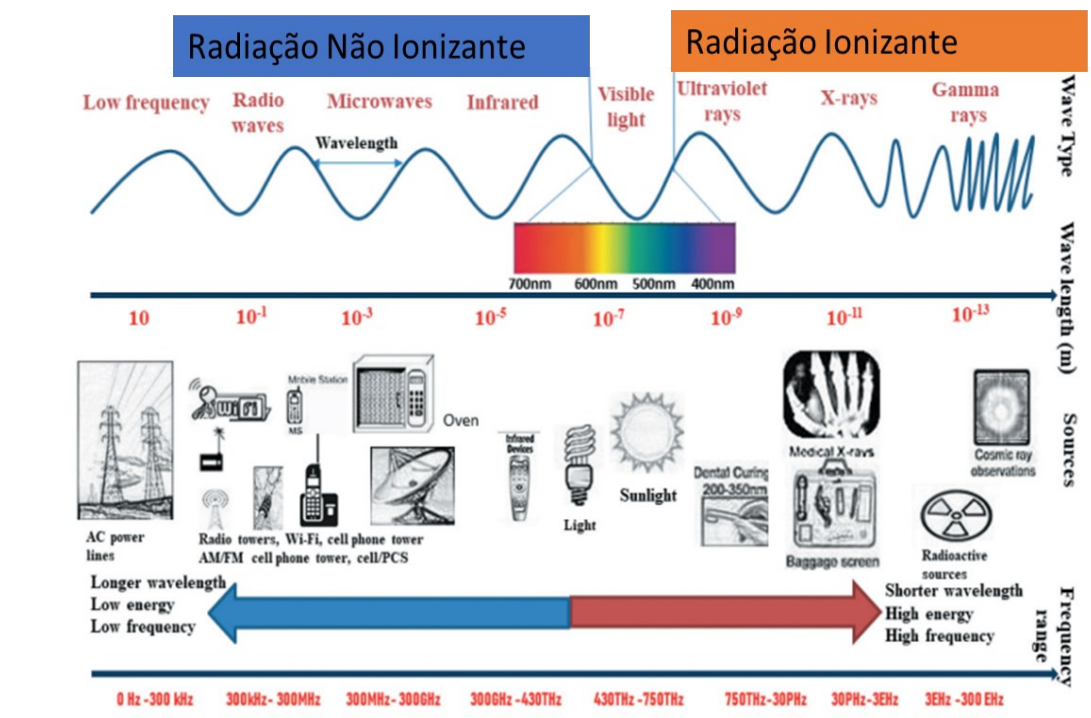 Radiação Não Ionizante
Radiação Ionizante
Low frequency
Radio
waves
Microwaves
Infrared
Visible
light
Ultraviolet
rays
X-rays
Gamma
rays
Wave Type
Wavelength
700nm 600nm 500nm 400nm
Wave length (m)
10 10⁻¹ 10⁻³ 10⁻⁵ 10⁻⁷ 10⁻⁹ 10⁻¹¹ 10⁻¹³
Sources
WiFi
Mobile Station
MS
Oven
Infrared
Devices
Light
Sunlight
Dental Curing
200-350nm
Medical X-rays
Baggage screen
Cosmic ray
observations
Radioactive
sources
AC power
lines
Radio towers, Wi-Fi, cell phone tower
AM/FM cell phone tower, cell/PCS
Longer wavelength
Low energy
Low frequency
Shorter wavelength
High energy
High frequency
Frequency
range
0 Hz -300 kHz
300kHz- 300MHz
300MHz- 300GHz
300GHz -430THz
430THz -750THz
750THz-30PHz
30PHz-3EHz
3EHz -300 EHz